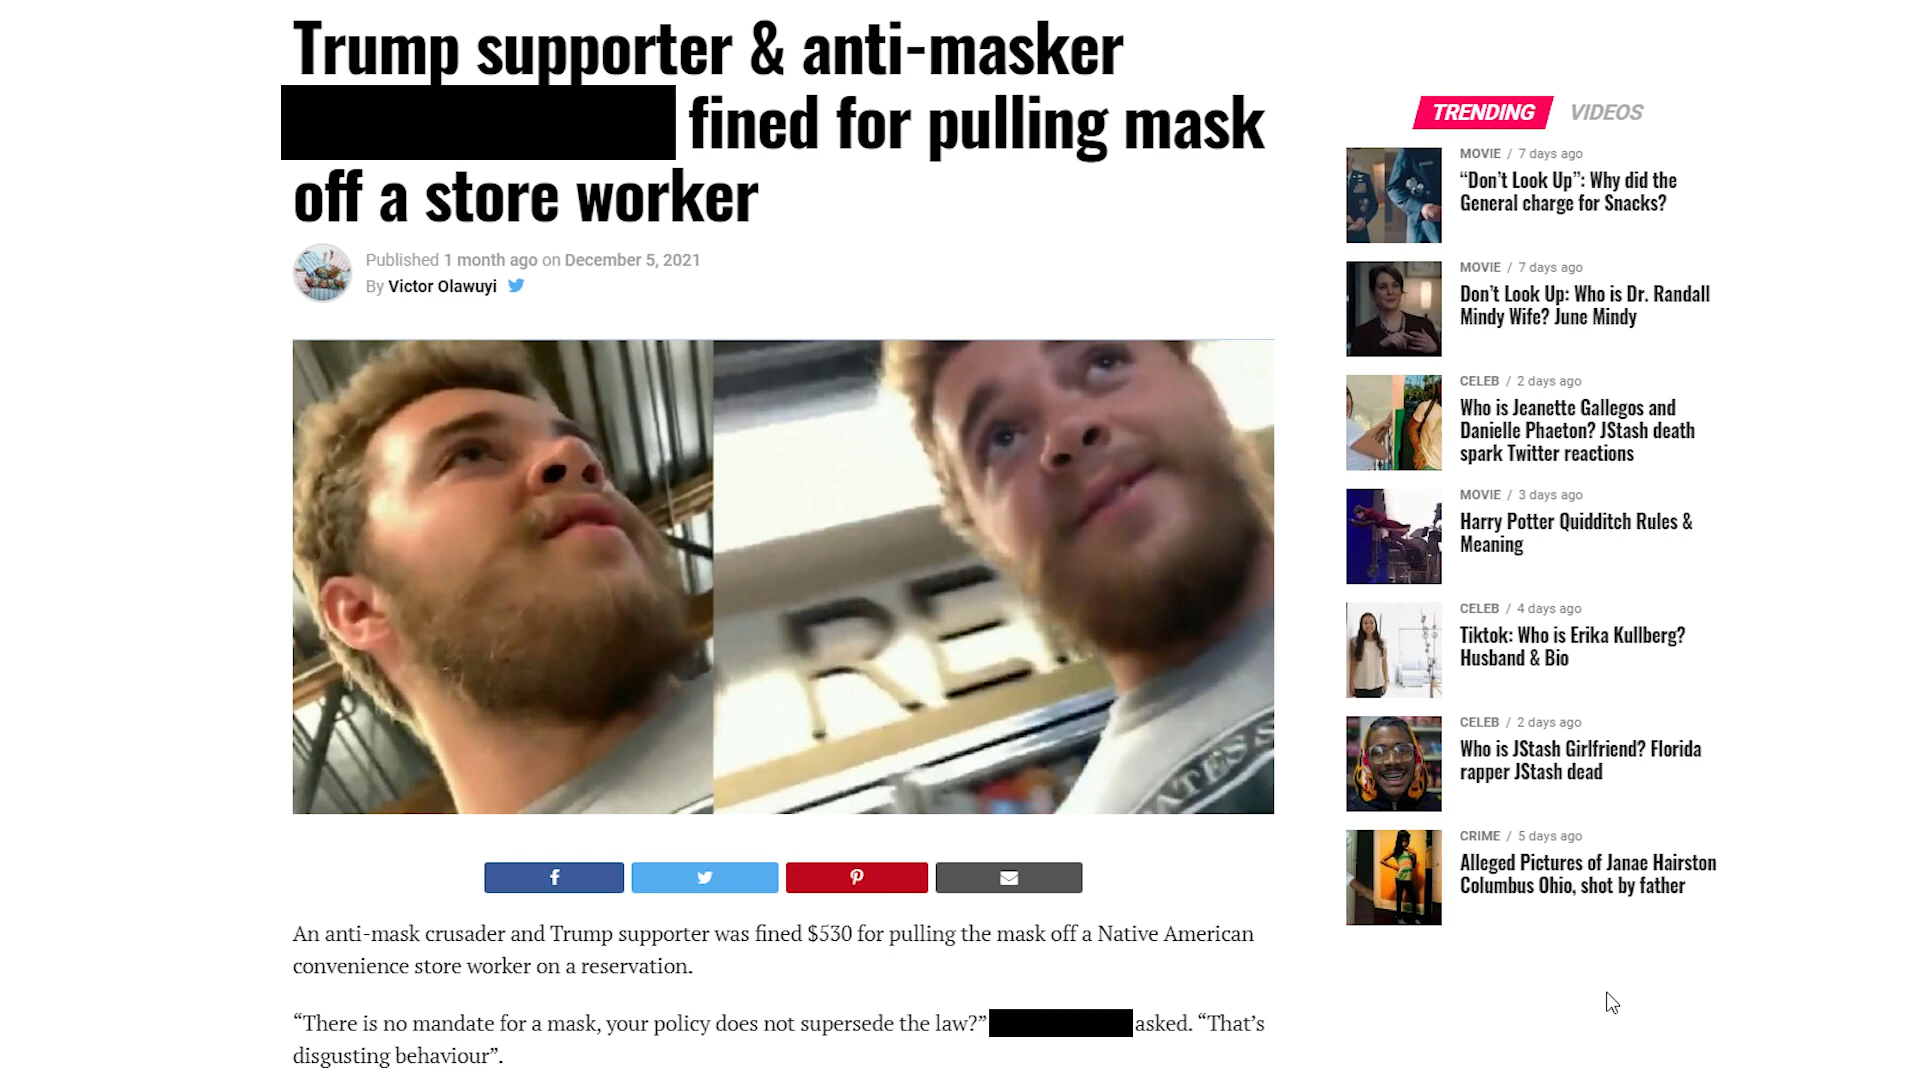 Trump supporter & anti-masker
fined for pulling mask
off a store worker
Published 1 month ago on December 5, 2021
By Victor Olawuyi
RE
ATES S
An anti-mask crusader and Trump supporter was fined $530 for pulling the mask off a Native American
convenience store worker on a reservation.
“There is no mandate for a mask, your policy does not supersede the law?” asked. “That’s
disgusting behaviour”.
TRENDING VIDEOS
MOVIE / 7 days ago
“Don’t Look Up”: Why did the
General charge for Snacks?
MOVIE / 7 days ago
Don’t Look Up: Who is Dr. Randall
Mindy Wife? June Mindy
CELEB / 2 days ago
Who is Jeanette Gallegos and
Danielle Phaeton? JStash death
spark Twitter reactions
MOVIE / 3 days ago
Harry Potter Quidditch Rules &
Meaning
CELEB / 4 days ago
Tiktok: Who is Erika Kullberg?
Husband & Bio
CELEB / 2 days ago
Who is JStash Girlfriend? Florida
rapper JStash dead
CRIME / 5 days ago
Alleged Pictures of Janae Hairston
Columbus Ohio, shot by father